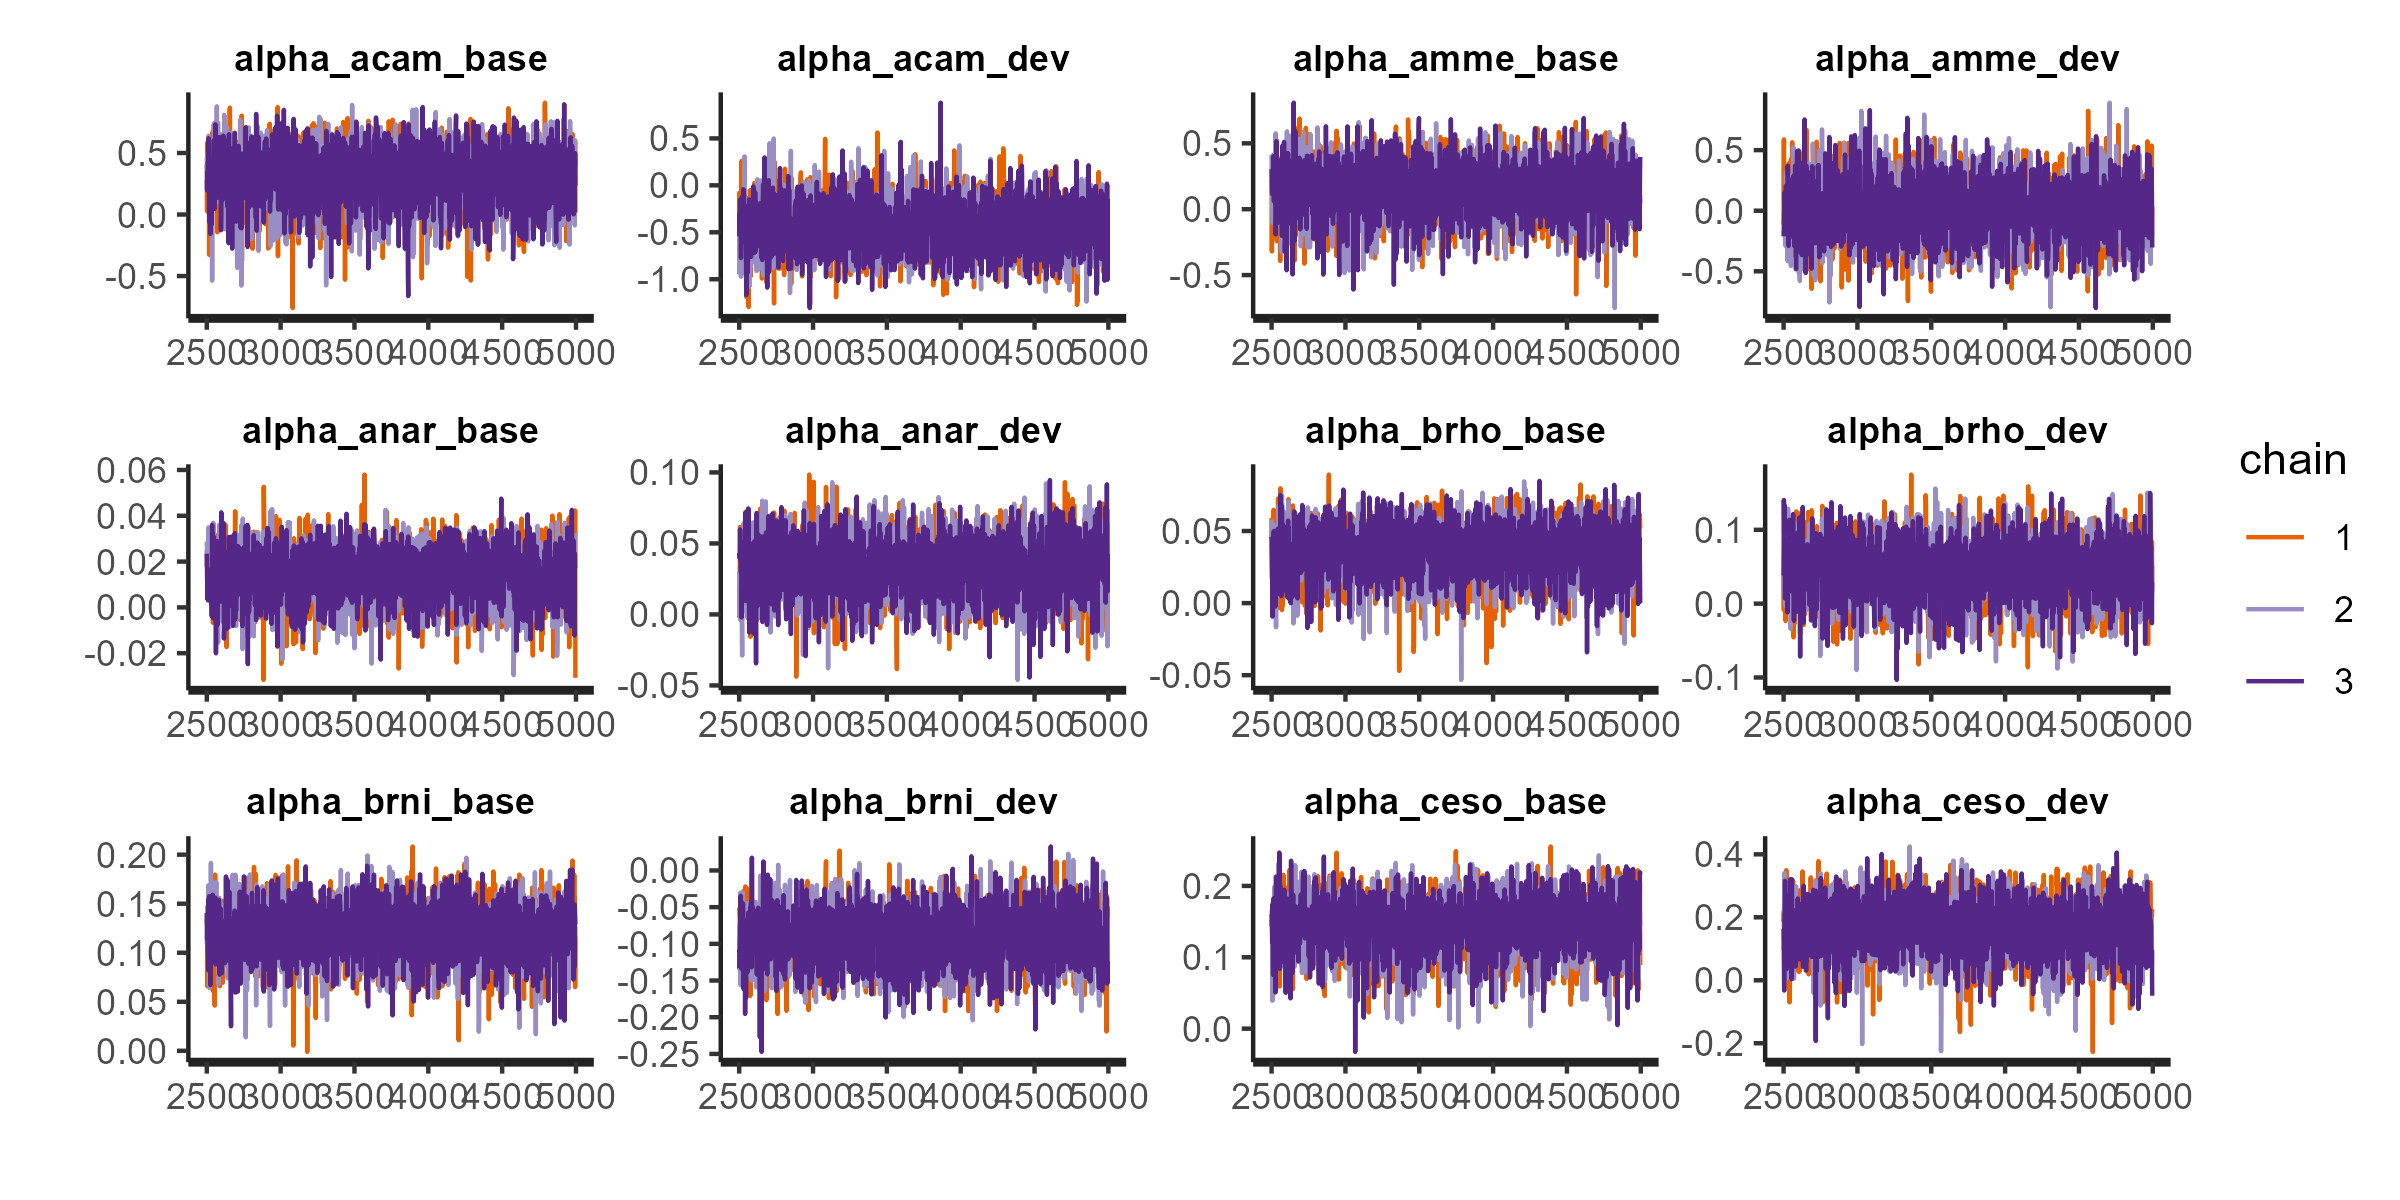 alpha_acam_base alpha_acam_dev alpha_amme_base alpha_amme_dev
0.5 0.0 -0.5
0.5 0.0 -0.5 -1.0
0.5 0.0 -0.5
0.5 0.0 -0.5
2500 3000 3500 4000 4500 5000 2500 3000 3500 4000 4500 5000 2500 3000 3500 4000 4500 5000 2500 3000 3500 4000 4500 5000
alpha_anar_base alpha_anar_dev alpha_brho_base alpha_brho_dev
0.06 0.04 0.02 0.00 -0.02
0.10 0.05 0.00 -0.05
0.05 0.00 -0.05
0.1 0.0 -0.1
2500 3000 3500 4000 4500 5000 2500 3000 3500 4000 4500 5000 2500 3000 3500 4000 4500 5000 2500 3000 3500 4000 4500 5000
alpha_brni_base alpha_brni_dev alpha_ceso_base alpha_ceso_dev
0.20 0.15 0.10 0.05 0.00
0.00 -0.05 -0.10 -0.15 -0.20 -0.25
0.2 0.1 0.0
0.4 0.2 0.0 -0.2
2500 3000 3500 4000 4500 5000 2500 3000 3500 4000 4500 5000 2500 3000 3500 4000 4500 5000 2500 3000 3500 4000 4500 5000
chain
1
2
3